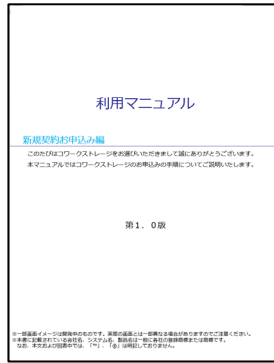 利用マニュアル
新規契約お申込み編
このたびはコワークストレージをお選びいただきまして誠にありがとうございます。
本マニュアルではコワークストレージのお申込みの手順についてご説明いたします。
第1．0版
※一部画面イメージは開発中のものです。実際の画面とは一部異なる場合がありますのでご注意ください。
※本書に記載されている会社名、システム名、製品名は一般に各社の登録商標または商標です。
なお、本文および図表中では、「™」、「®」は明記しておりません。